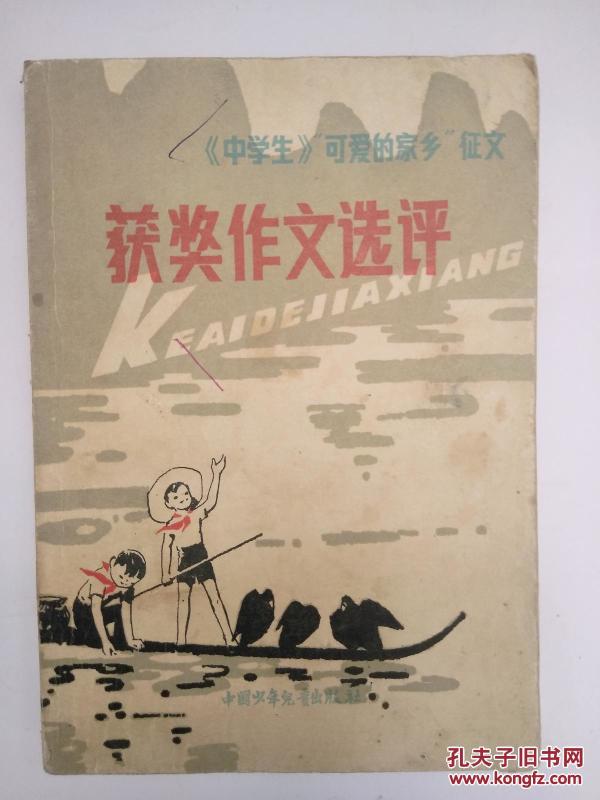 《中学生》“可爱的家乡”征文
获奖作文选评
KEAIDEJIAXIANG
中国少年儿童出版社
孔夫子旧书网
www.kongfz.com